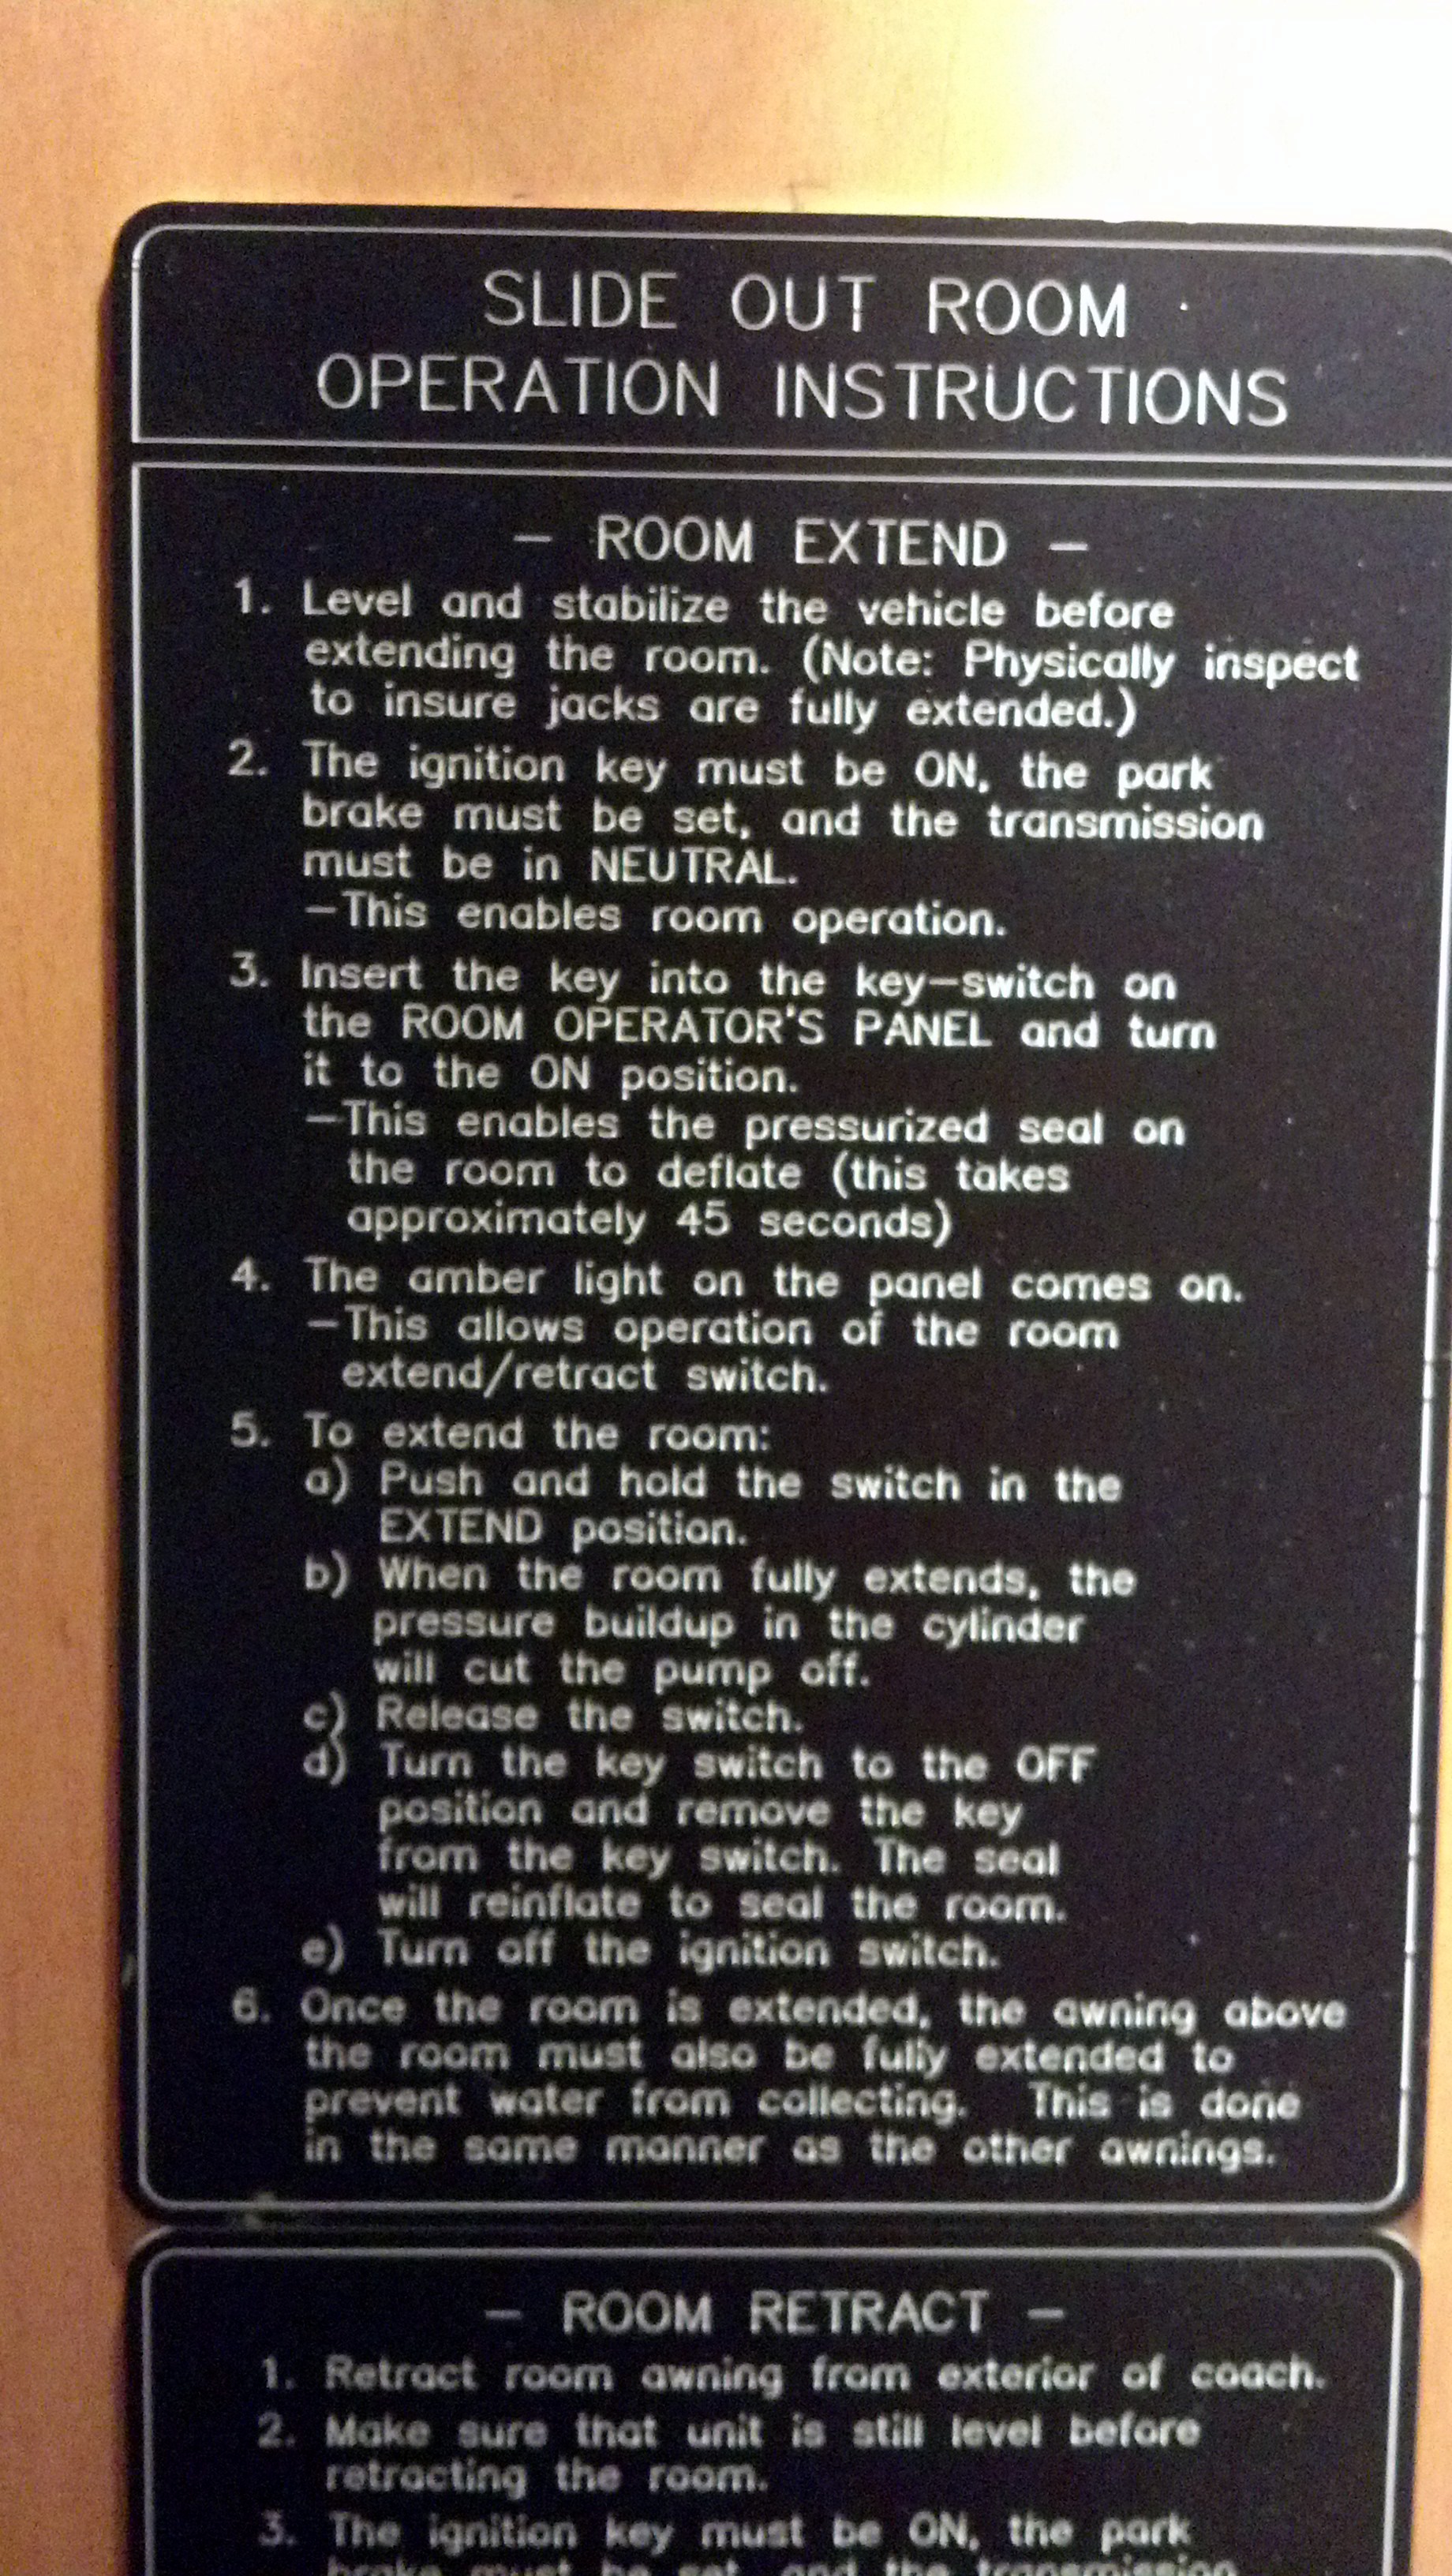 SLIDE OUT ROOM
OPERATION INSTRUCTIONS
— ROOM EXTEND —
1. Level and stabilize the vehicle before
extending the room. (Note: Physically inspect
to insure jacks are fully extended.)
2. The ignition key must be ON, the park
brake must be set, and the transmission
must be in NEUTRAL.
—This enables room operation.
3. Insert the key into the key—switch on
the ROOM OPERATOR'S PANEL and turn
it to the ON position.
—This enables the pressurized seal on
the room to deflate (this takes
approximately 45 seconds)
4. The amber light on the panel comes on.
—This allows operation of the room
extend/retract switch.
5. To extend the room:
a) Push and hold the switch in the
EXTEND position.
b) When the room fully extends, the
pressure buildup in the cylinder
will cut the pump off.
c) Release the switch.
d) Turn the key switch to the OFF
position and remove the key
from the key switch. The seal
will reinflate to seal the room.
e) Turn off the ignition switch.
6. Once the room is extended, the awning above
the room must also be fully extended to
prevent water from collecting. This is done
in the same manner as the other awnings.
— ROOM RETRACT —
1. Retract room awning from exterior of coach.
2. Make sure that unit is still level before
retracting the room.
3. The ignition key must be ON, the park
brake must be set, and the transmission